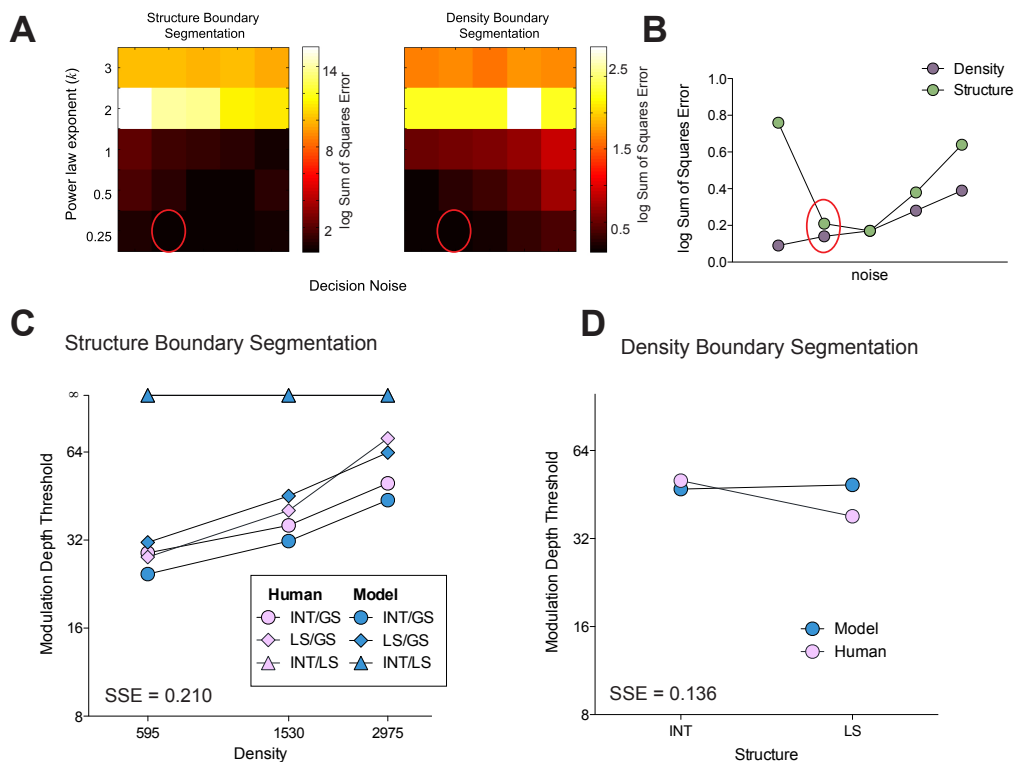 A
Structure Boundary
Segmentation
Density Boundary
Segmentation
Power law exponent (k)
3
2
1
0.5
0.25
14
8
2
log Sum of Squares Error
2.5
1.5
0.5
log Sum of Squares Error
Decision Noise
B
Density
Structure
log Sum of Squares Error
1.0
0.8
0.6
0.4
0.2
0.0
noise
C
Structure Boundary Segmentation
Modulation Depth Threshold
∞
64
32
16
8
Human Model
INT/GS INT/GS
LS/GS LS/GS
INT/LS INT/LS
SSE = 0.210
595 1530 2975
Density
D
Density Boundary Segmentation
Modulation Depth Threshold
64
32
16
8
Model
Human
SSE = 0.136
INT LS
Structure